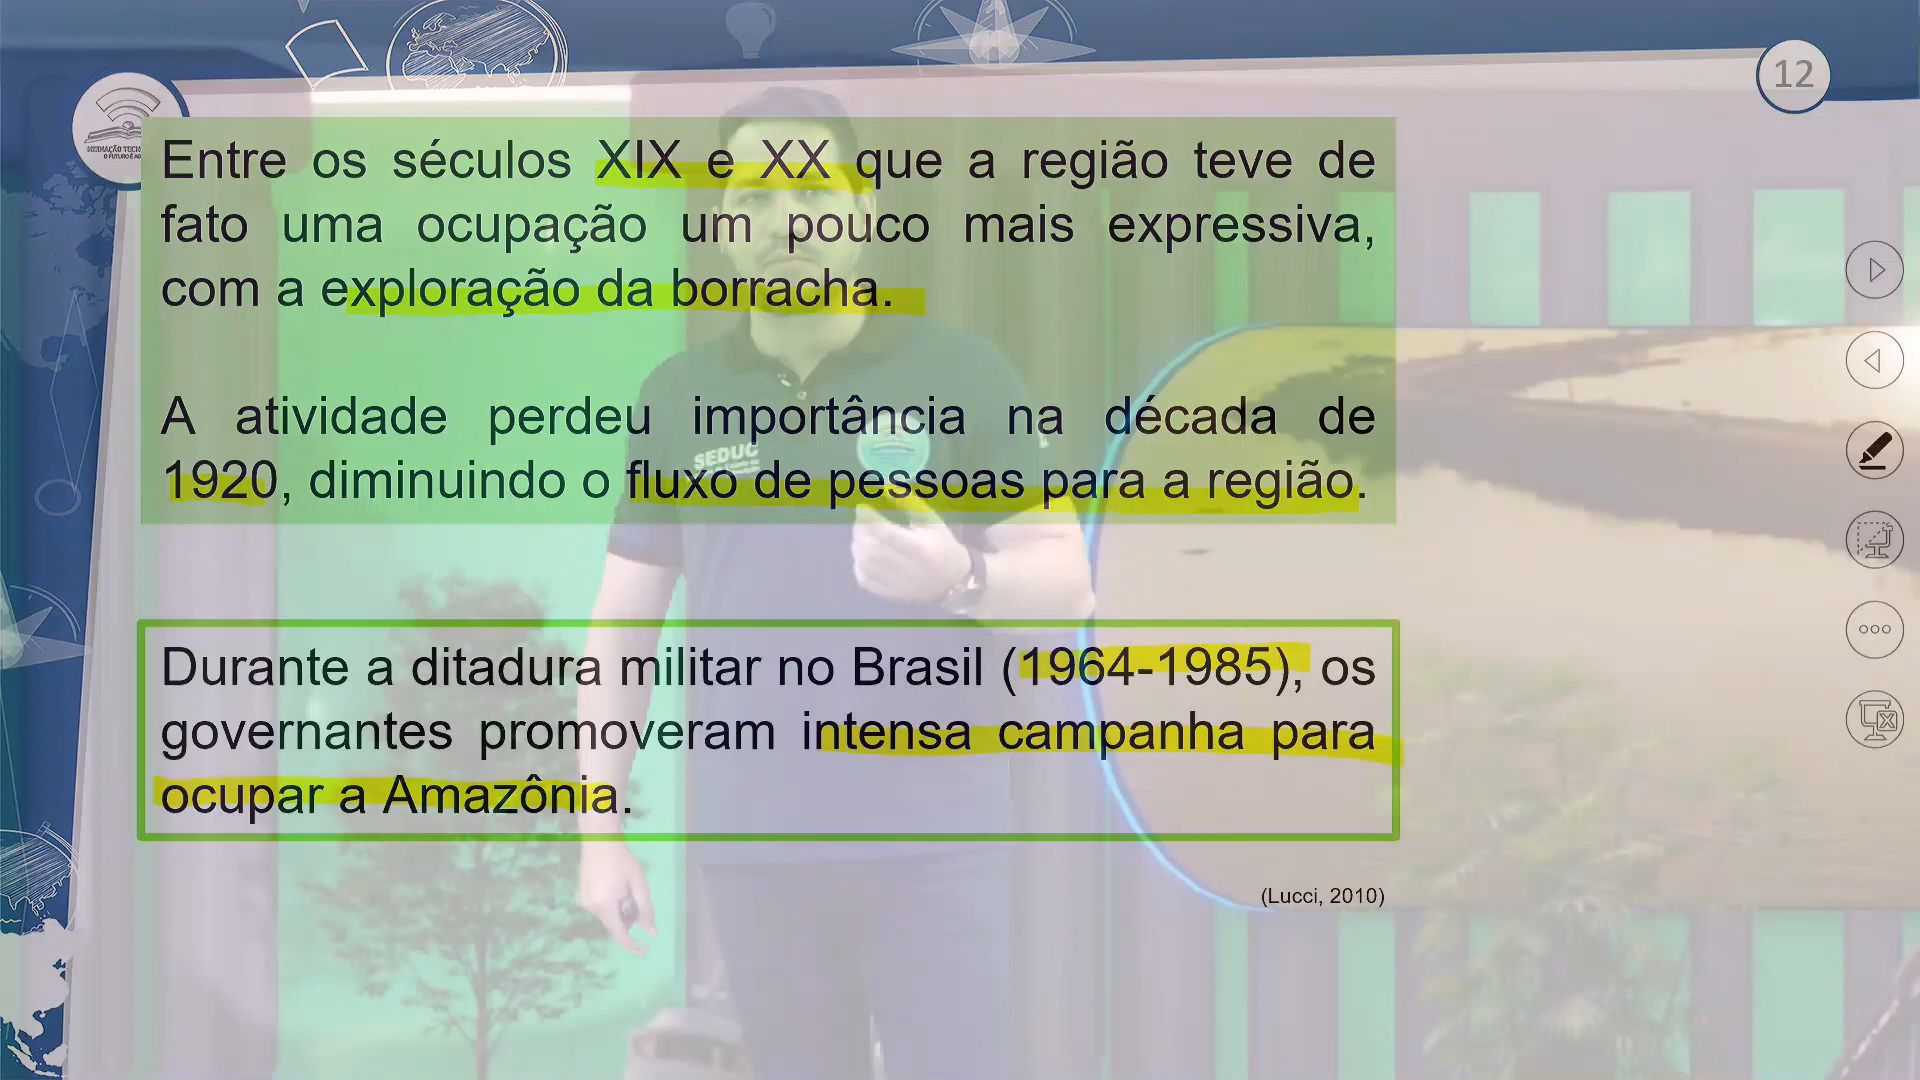 12
Entre os séculos XIX e XX que a região teve de
fato uma ocupação um pouco mais expressiva,
com a exploração da borracha.
A atividade perdeu importância na década de
SEDUC
1920, diminuindo o fluxo de pessoas para a região.
Durante a ditadura militar no Brasil (1964-1985), os
governantes promoveram intensa campanha para
ocupar a Amazônia.
(Lucci, 2010)